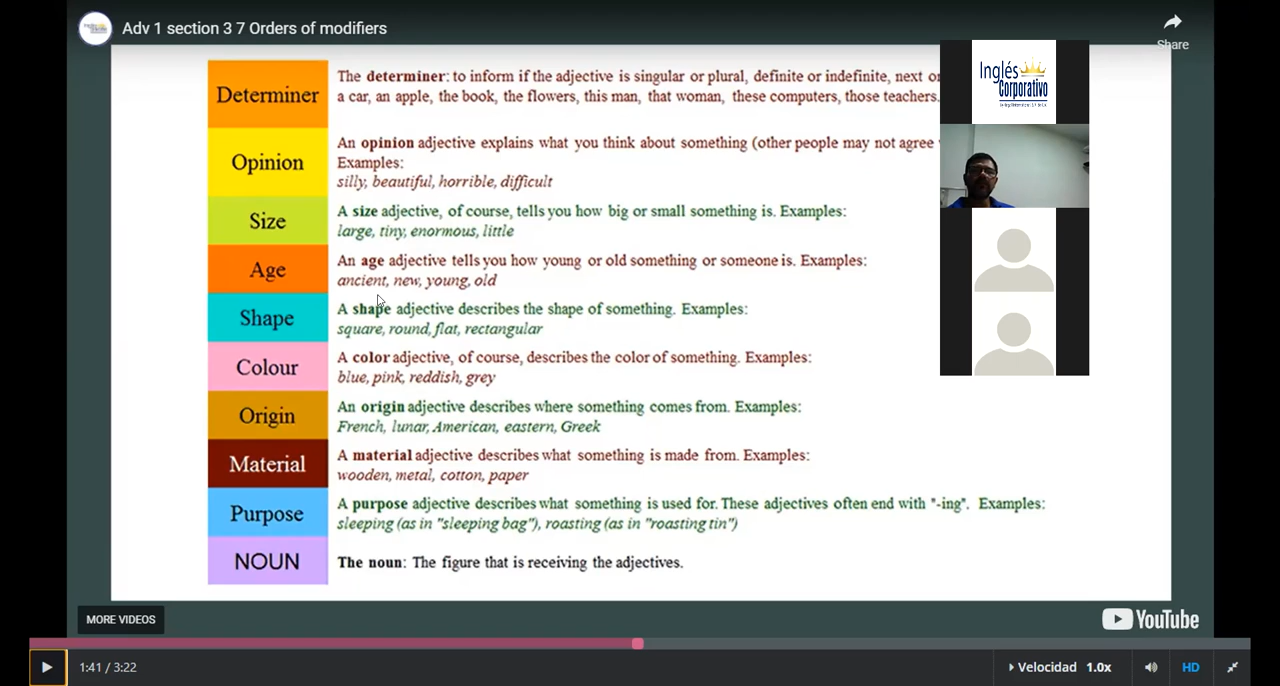 Adv 1 section 3 7 Orders of modifiers
Share
Inglés
Corporativo
Determiner
The determiner: to inform if the adjective is singular or plural, definite or indefinite, next
a car, an apple, the book, the flowers, this man, that woman, these computers, those teachers.
Opinion
An opinion adjective explains what you think about something (other people may not agree
Examples:
silly, beautiful, horrible, difficult
Size
A size adjective, of course, tells you how big or small something is. Examples:
large, tiny, enormous, little
Age
An age adjective tells you how young or old something or someone is. Examples:
ancient, new, young, old
Shape
A shape adjective describes the shape of something. Examples:
square, round, flat, rectangular
Colour
A color adjective, of course, describes the color of something. Examples:
blue, pink, reddish, grey
Origin
An origin adjective describes where something comes from. Examples:
French, lunar, American, eastern, Greek
Material
A material adjective describes what something is made from. Examples:
wooden, metal, cotton, paper
Purpose
A purpose adjective describes what something is used for. These adjectives often end with "-ing". Examples:
sleeping (as in "sleeping bag"), roasting (as in "roasting tin")
NOUN
The noun: The figure that is receiving the adjectives.
MORE VIDEOS
YouTube
1:41 / 3:22
Velocidad 1.0x
HD